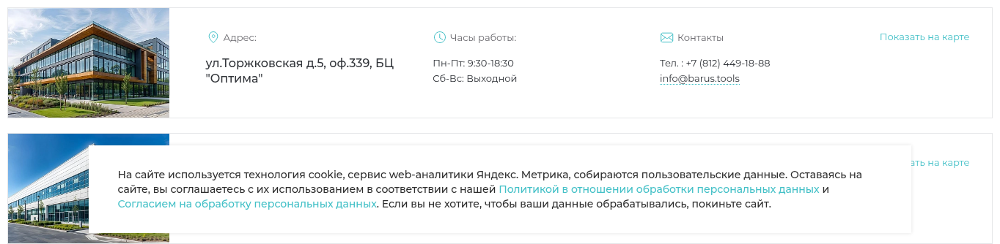 Адрес:
ул.Торжковская д.5, оф.339, БЦ
"Оптима"
Часы работы:
Пн-Пт: 9:30-18:30
Сб-Вс: Выходной
Контакты
Тел. : +7 (812) 449-18-88
info@barus.tools
Показать на карте
на карте
На сайте используется технология cookie, сервис web-аналитики Яндекс. Метрика, собираются пользовательские данные. Оставаясь на
сайте, вы соглашаетесь с их использованием в соответствии с нашей Политикой в отношении обработки персональных данных и
Согласием на обработку персональных данных. Если вы не хотите, чтобы ваши данные обрабатывались, покиньте сайт.